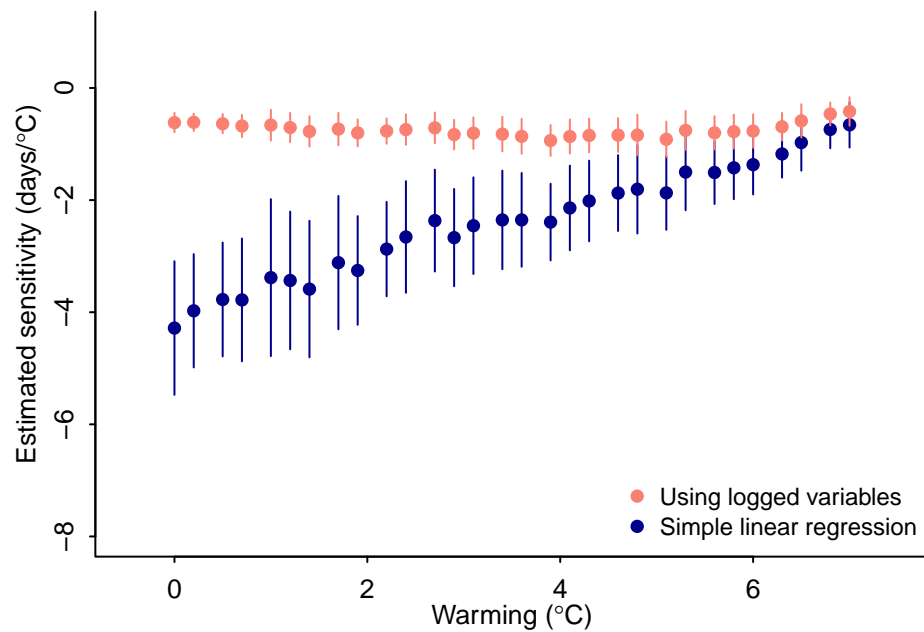 Estimated sensitivity (days/°C)
0
−2
−4
−6
−8
Using logged variables
Simple linear regression
0 2 4 6
Warming (°C)